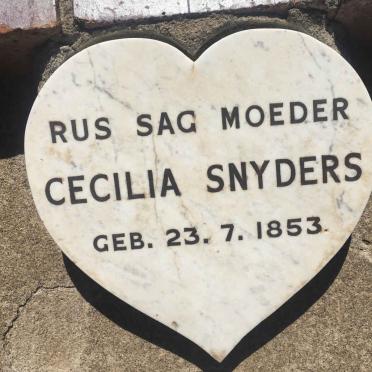 RUS SAG MOEDER
CECILIA SNYDERS
GEB. 23. 7. 1853.